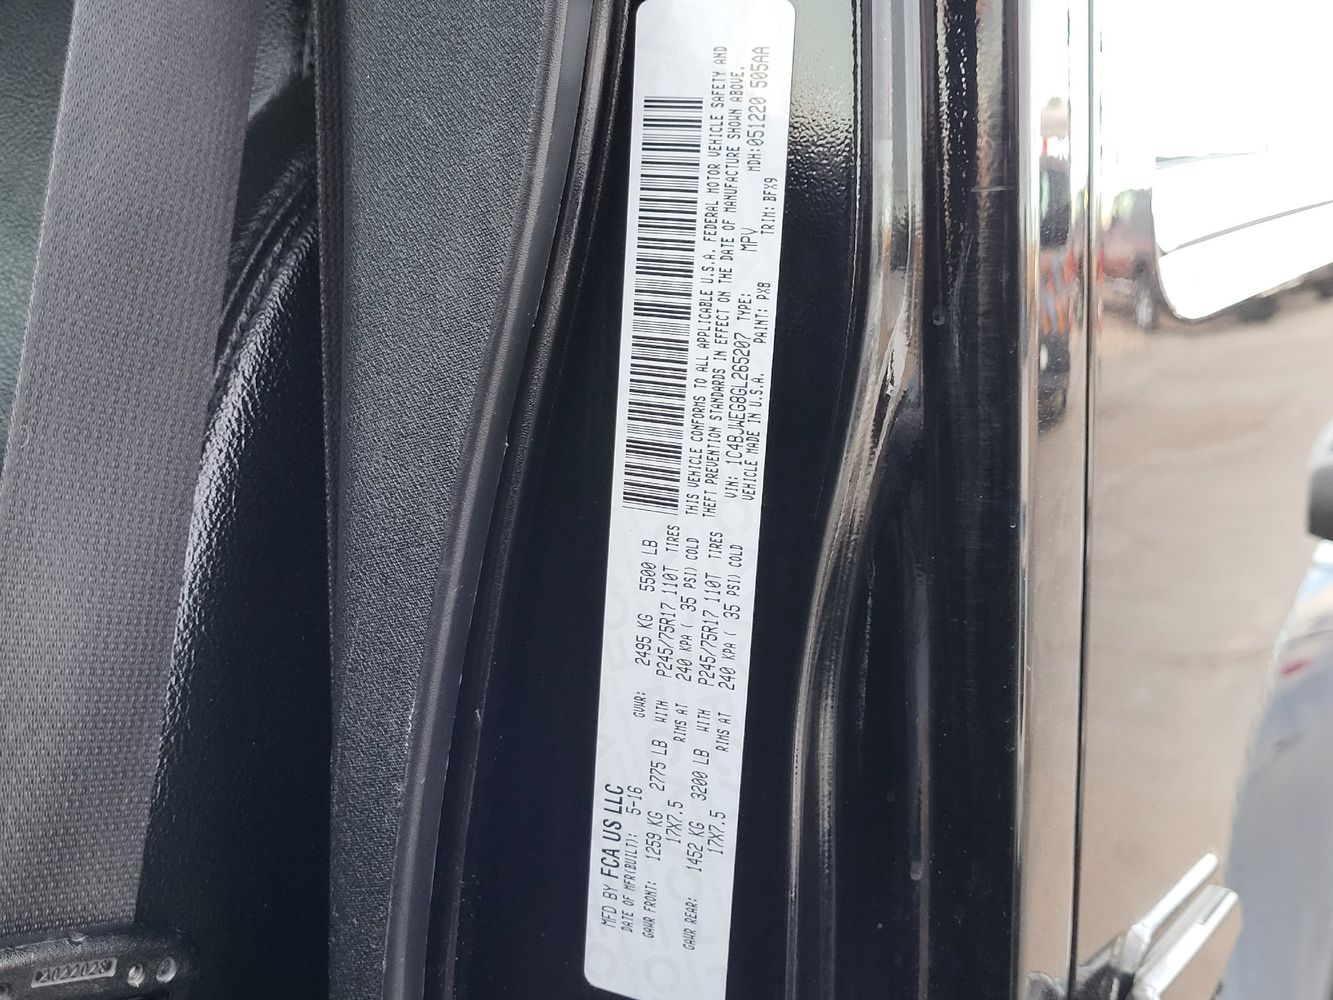 MFD BY FCA US LLC
DATE OF MFR(BUILT): 5-16
GVWR: 2495 KG 5500 LB
GAWR FRONT: 1259 KG 2775 LB WITH P245/75R17 110T TIRES
17X7.5 RIMS AT 240 KPA ( 35 PSI) COLD
GAWR REAR: 1452 KG 3200 LB WITH P245/75R17 110T TIRES
17X7.5 RIMS AT 240 KPA ( 35 PSI) COLD
THIS VEHICLE CONFORMS TO ALL APPLICABLE U.S.A. FEDERAL MOTOR VEHICLE SAFETY AND
THEFT PREVENTION STANDARDS IN EFFECT ON THE DATE OF MANUFACTURE SHOWN ABOVE.
VIN: 1C4BJWEG8GL265207 TYPE: MPV MDH:051220 505AA
VEHICLE MADE IN U.S.A. PAINT: PX8 TRIM: BFX9
3022028